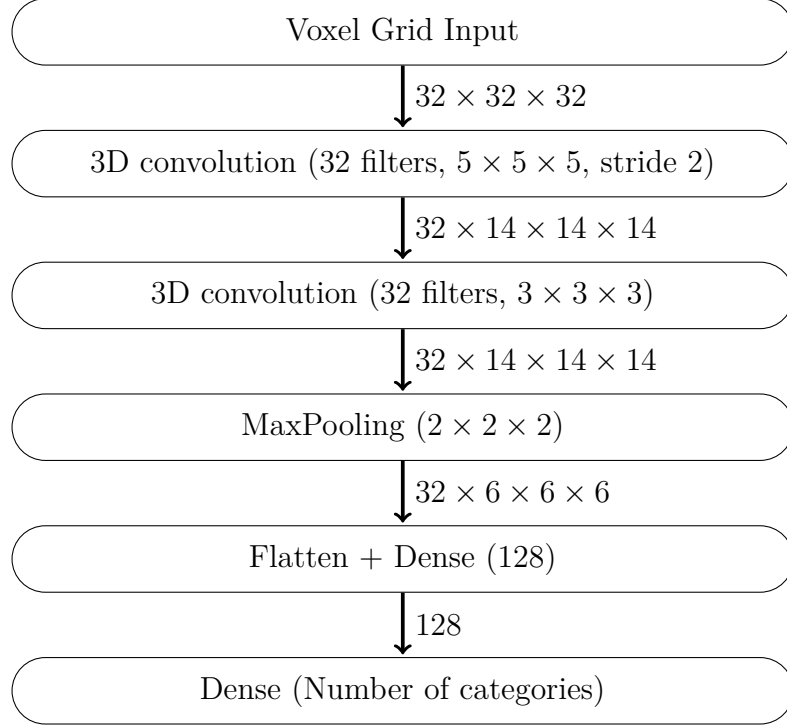 Voxel Grid Input
32 × 32 × 32
3D convolution (32 filters, 5 × 5 × 5, stride 2)
32 × 14 × 14 × 14
3D convolution (32 filters, 3 × 3 × 3)
32 × 14 × 14 × 14
MaxPooling (2 × 2 × 2)
32 × 6 × 6 × 6
Flatten + Dense (128)
128
Dense (Number of categories)